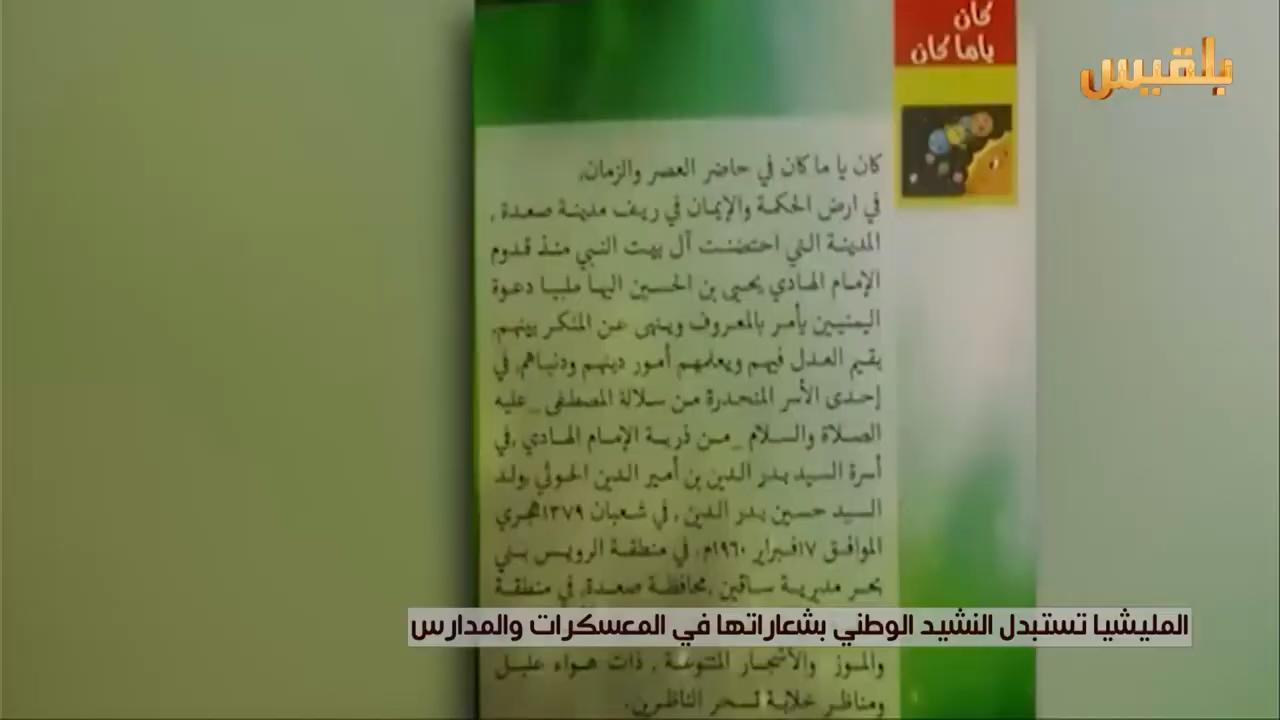 كان
ياما كان
بلقيس
كان يا ما كان في حاضر العصر والزمان،
في ارض الحكمة والإيمان في ريف مدينة صعدة ,
المدينة التي احتضنت آل بيت النبي منذ قدوم
الإمام الهادي يحيى بن الحسين اليها ملبيا دعوة
اليمنيين يأمر بالمعروف وينهى عن المنكر بينهم,
يقيم العدل فيهم ويعلمهم أمور دينهم ودنياهم, في
إحدى الأسر المنحدرة من سلالة المصطفى _عليه
الصلاة والسلام _من ذرية الإمام الهادي ,في
أسرة السيد بدر الدين بن أمير الدين الحوثي ,ولد
السيد حسين بدر الدين , في شعبان ١٣٧٩هجري
الموافق ١٧فبراير ١٩٦٠م, في منطقة الرويس بني
بحر مديرية ساقين ,محافظة صعدة, في منطقة
المليشيا تستبدل النشيد الوطني بشعاراتها في المعسكرات والمدارس
والموز والأشجار المتنوعة , ذات هواء عليل
ومناظر خلابة تسحر الناظرين.